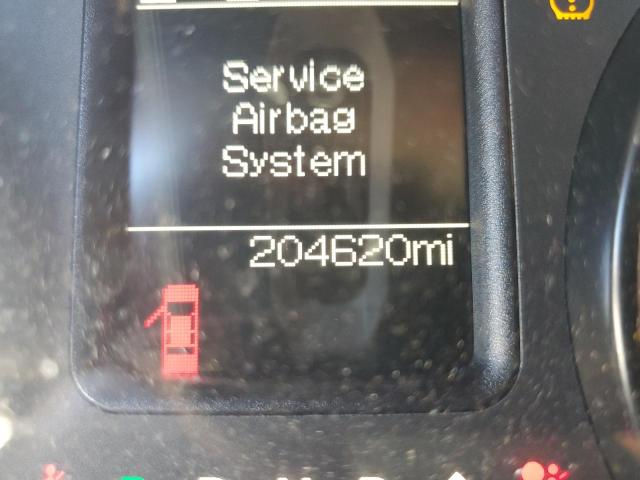 Service
Airbag
System
204620mi